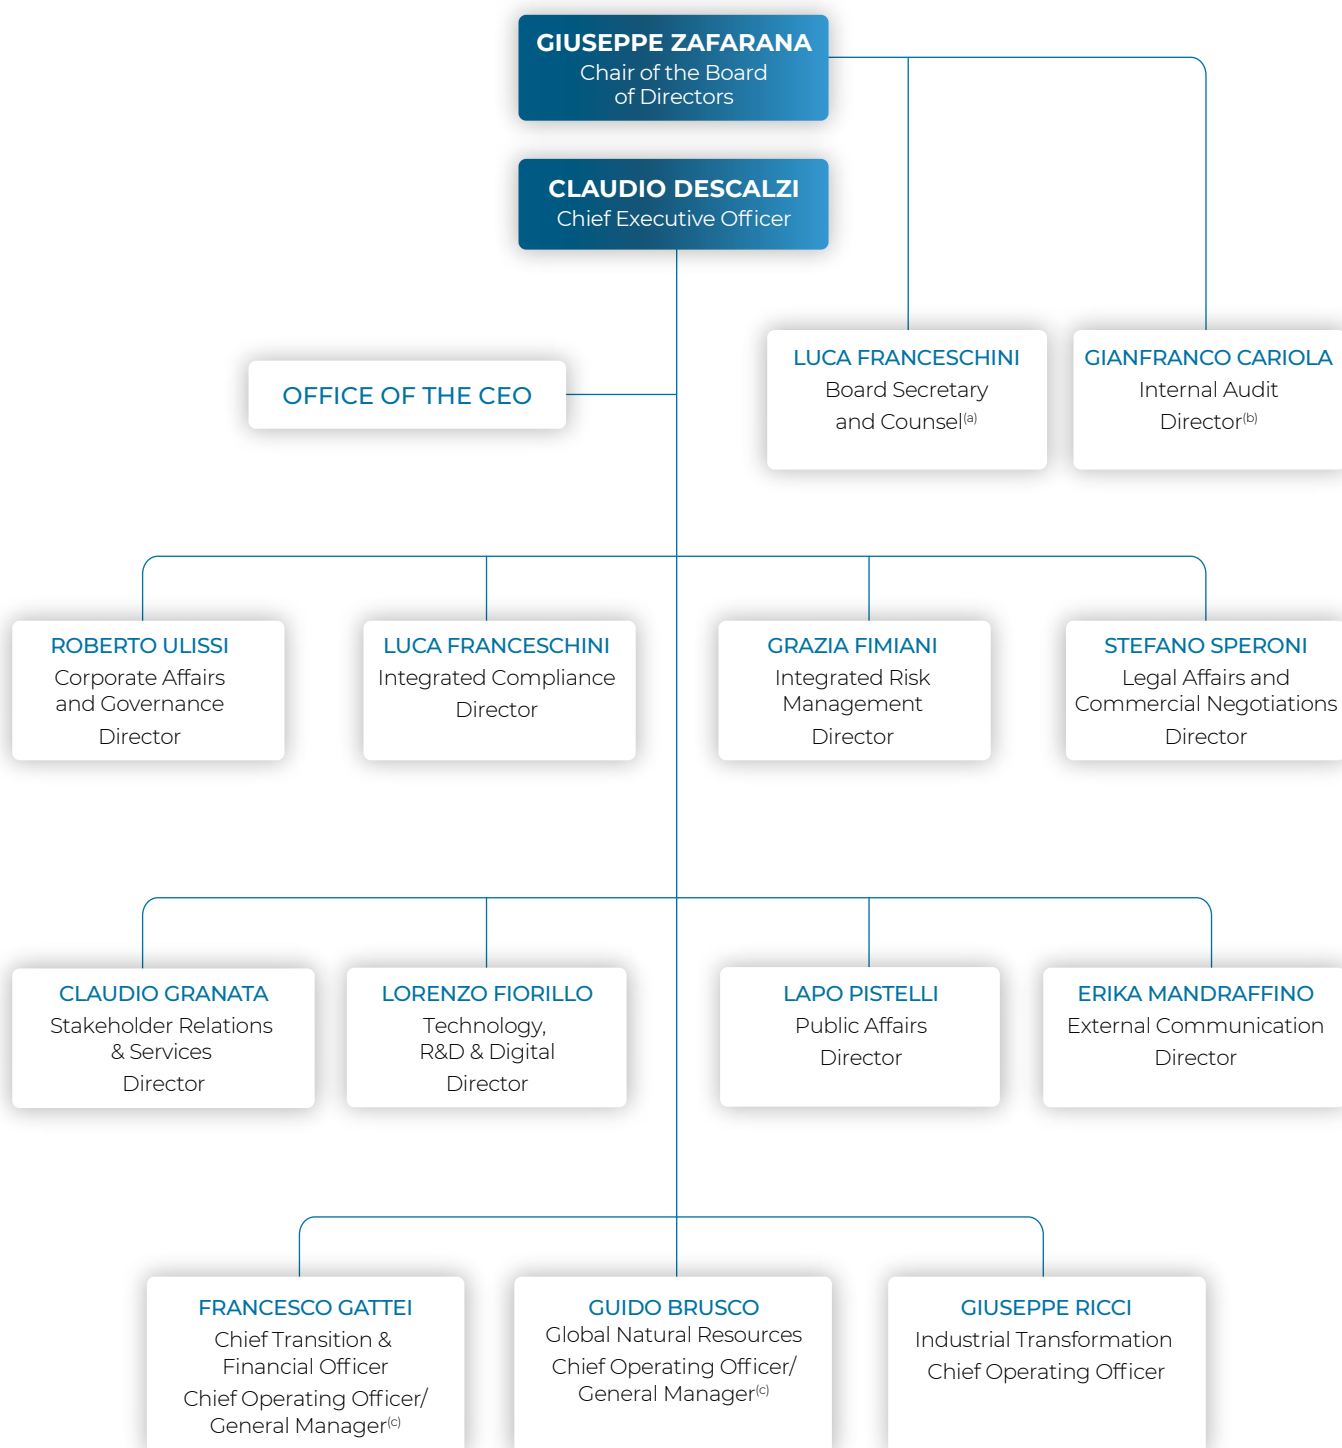 GIUSEPPE ZAFARANA
Chair of the Board
of Directors
CLAUDIO DESCALZI
Chief Executive Officer
OFFICE OF THE CEO
LUCA FRANCESCHINI
Board Secretary
and Counsel(a)
GIANFRANCO CARIOLA
Internal Audit
Director(b)
ROBERTO ULISSI
Corporate Affairs
and Governance
Director
LUCA FRANCESCHINI
Integrated Compliance
Director
GRAZIA FIMIANI
Integrated Risk
Management
Director
STEFANO SPERONI
Legal Affairs and
Commercial Negotiations
Director
CLAUDIO GRANATA
Stakeholder Relations
& Services
Director
LORENZO FIORILLO
Technology,
R&D & Digital
Director
LAPO PISTELLI
Public Affairs
Director
ERIKA MANDRAFFINO
External Communication
Director
FRANCESCO GATTEI
Chief Transition &
Financial Officer
Chief Operating Officer/
General Manager(c)
GUIDO BRUSCO
Global Natural Resources
Chief Operating Officer/
General Manager(c)
GIUSEPPE RICCI
Industrial Transformation
Chief Operating Officer